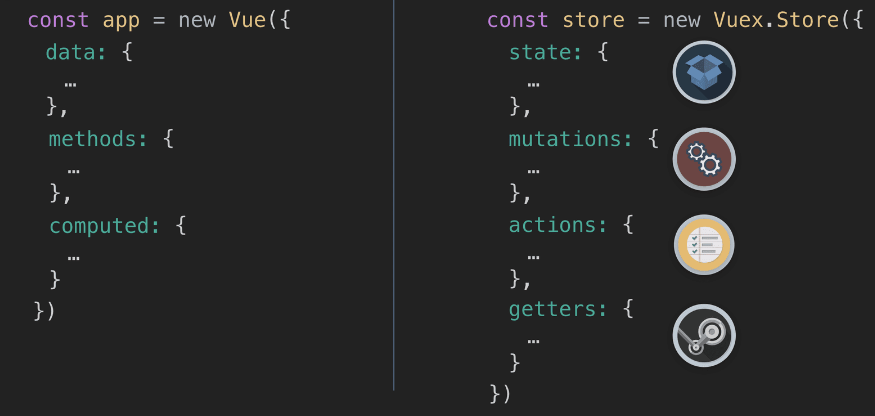 const app = new Vue({
data: {
…
},
methods: {
…
},
computed: {
…
}
})
const store = new Vuex.Store({
state: {
…
},
mutations: {
…
},
actions: {
…
},
getters: {
…
}
})